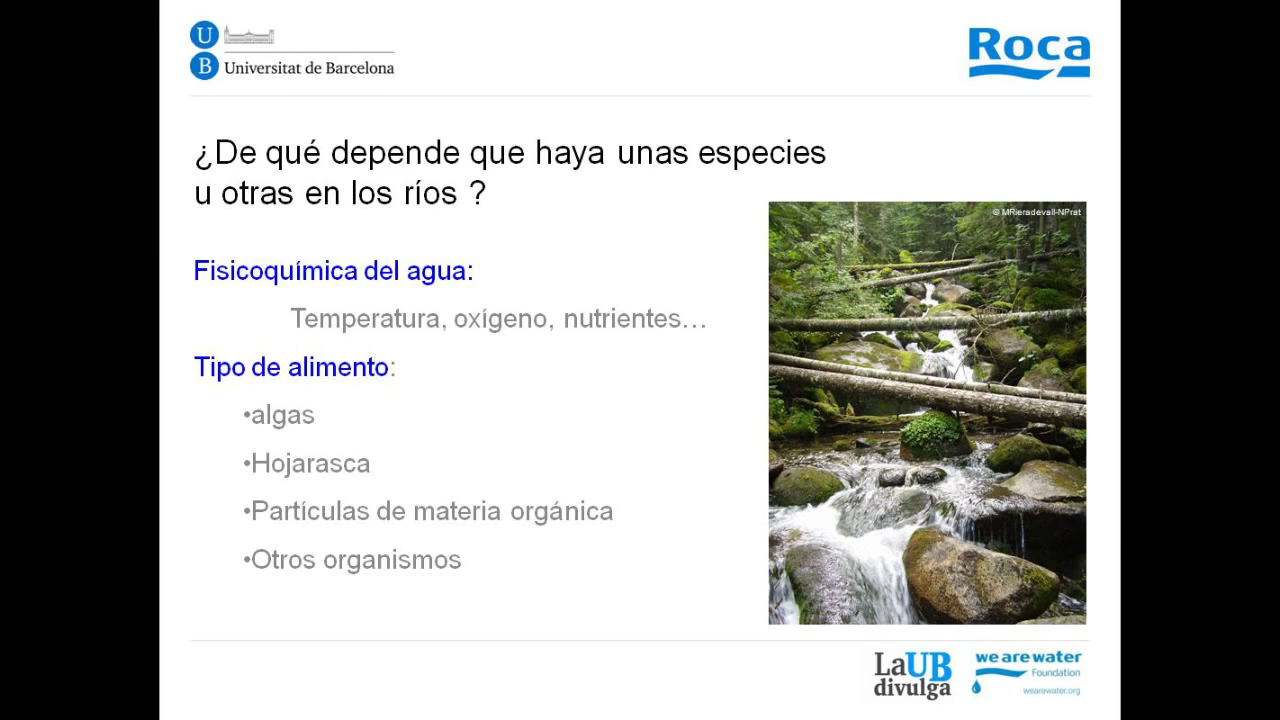 U
B
Universitat de Barcelona
Roca
¿De qué depende que haya unas especies
u otras en los ríos ?
© MRieradevall-NPrat
Fisicoquímica del agua:
Temperatura, oxígeno, nutrientes…
Tipo de alimento:
•algas
•Hojarasca
•Partículas de materia orgánica
•Otros organismos
LaUB
divulga
we are water
Foundation
wearewater.org